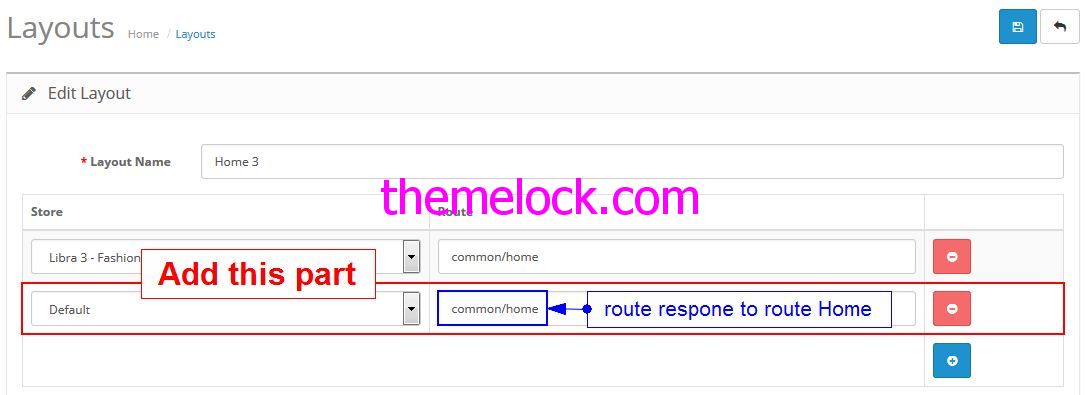 Layouts Home / Layouts
Edit Layout
* Layout Name Home 3
themelock.com
Store Route
Libra 3 - Fashion common/home
Add this part
Default common/home route respone to route Home